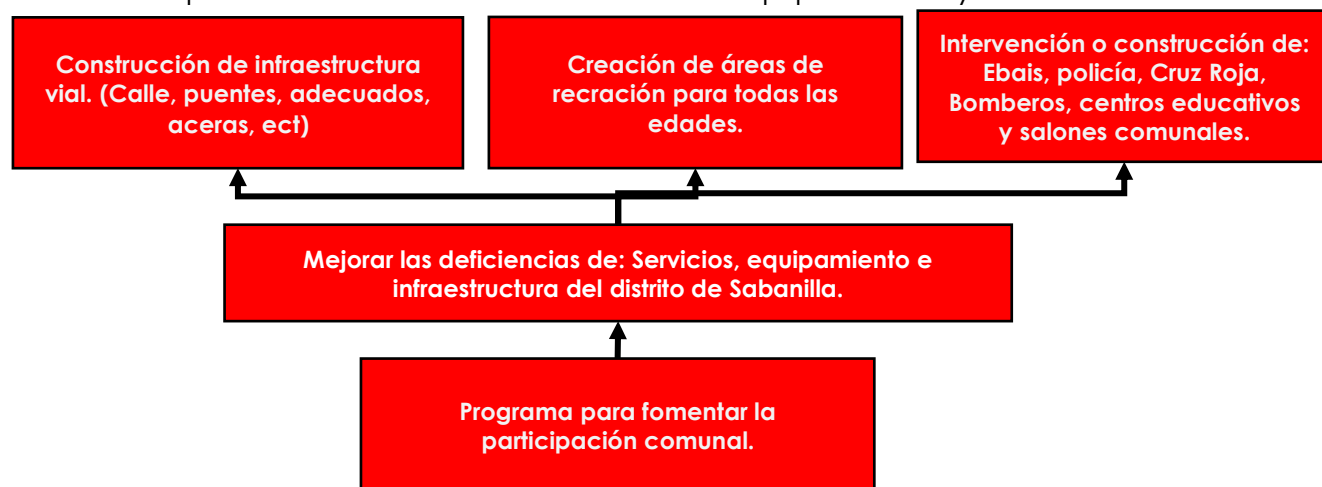 Construcción de infraestructura
vial. (Calle, puentes, adecuados,
aceras, ect)
Creación de áreas de
recración para todas las
edades.
Intervención o construcción de:
Ebais, policía, Cruz Roja,
Bomberos, centros educativos
y salones comunales.
Mejorar las deficiencias de: Servicios, equipamiento e
infraestructura del distrito de Sabanilla.
Programa para fomentar la
participación comunal.